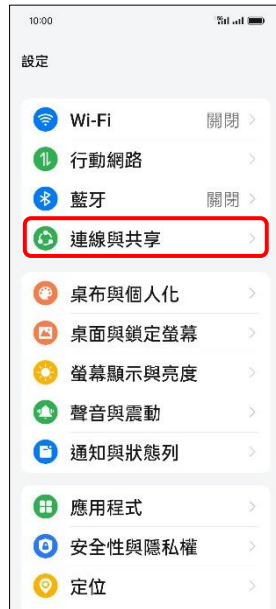 10:00
設定
Wi-Fi 關閉
行動網路
藍牙 關閉
連線與共享
桌布與個人化
桌面與鎖定螢幕
螢幕顯示與亮度
聲音與震動
通知與狀態列
應用程式
安全性與隱私權
定位